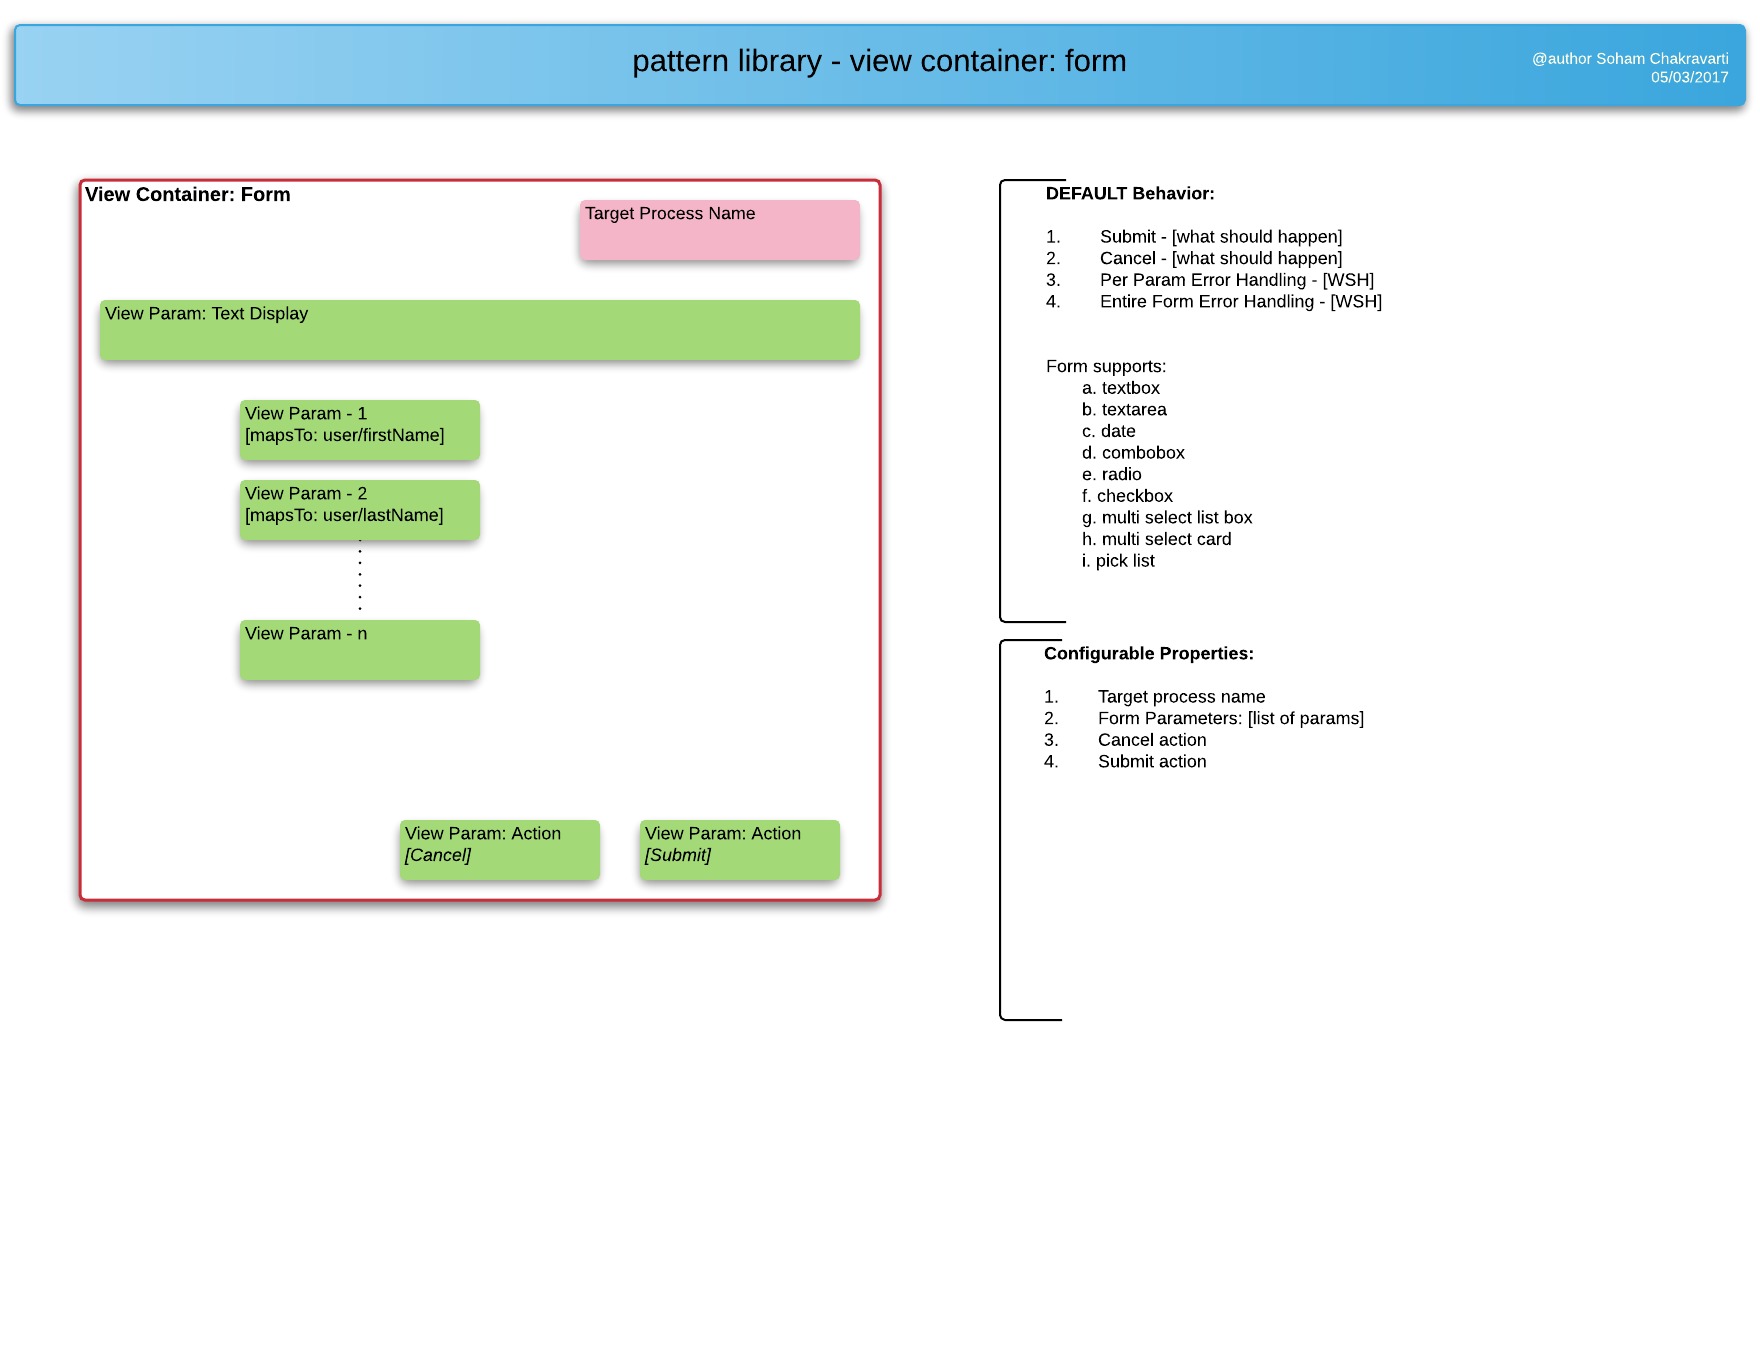 pattern library - view container: form
@author Soham Chakravarti
05/03/2017
View Container: Form
Target Process Name
View Param: Text Display
View Param - 1
[mapsTo: user/firstName]
View Param - 2
[mapsTo: user/lastName]
View Param - n
View Param: Action
[Cancel]
View Param: Action
[Submit]
DEFAULT Behavior:
1. Submit - [what should happen]
2. Cancel - [what should happen]
3. Per Param Error Handling - [WSH]
4. Entire Form Error Handling - [WSH]
Form supports:
a. textbox
b. textarea
c. date
d. combobox
e. radio
f. checkbox
g. multi select list box
h. multi select card
i. pick list
Configurable Properties:
1. Target process name
2. Form Parameters: [list of params]
3. Cancel action
4. Submit action